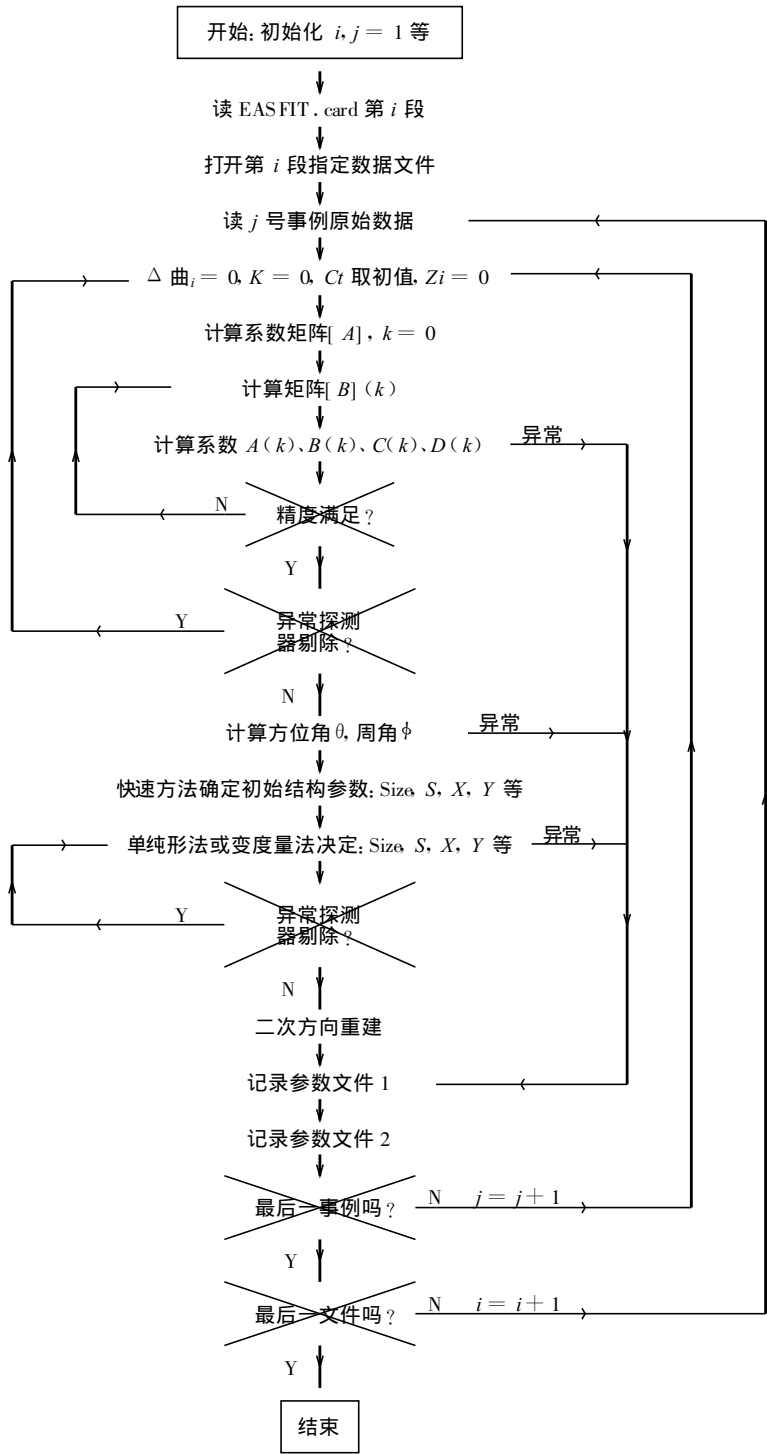 开始: 初始化 i, j = 1 等
读 EASFIT. card 第 i 段
打开第 i 段指定数据文件
读 j 号事例原始数据
Δ 曲i = 0, K = 0, Ct 取初值, Zi = 0
计算系数矩阵[ A] , k = 0
计算矩阵[ B] (k)
计算系数 A(k)、B(k)、C(k)、D(k)
异常
N
精度满足?
Y
Y
异常探测
器剔除?
N
计算方位角θ, 周角ϕ
异常
快速方法确定初始结构参数: Size, S, X, Y 等
单纯形法或变度量法决定: Size, S, X, Y 等
异常
Y
异常探测
器剔除?
N
二次方向重建
记录参数文件 1
记录参数文件 2
最后一事例吗?
N j = j + 1
Y
最后一文件吗?
N i = i + 1
Y
结束